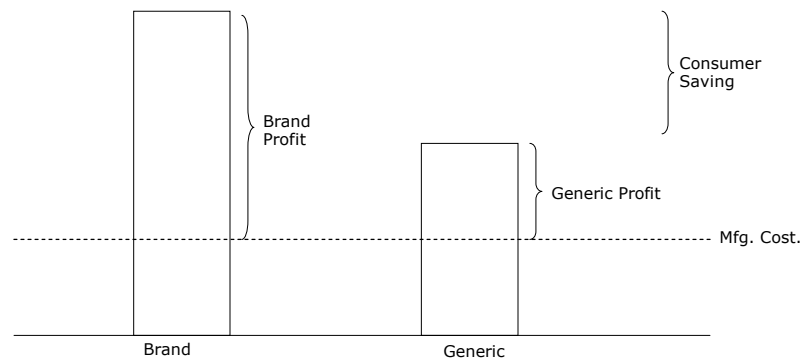 Consumer
Saving
Brand
Profit
Generic Profit
Mfg. Cost.
Brand
Generic